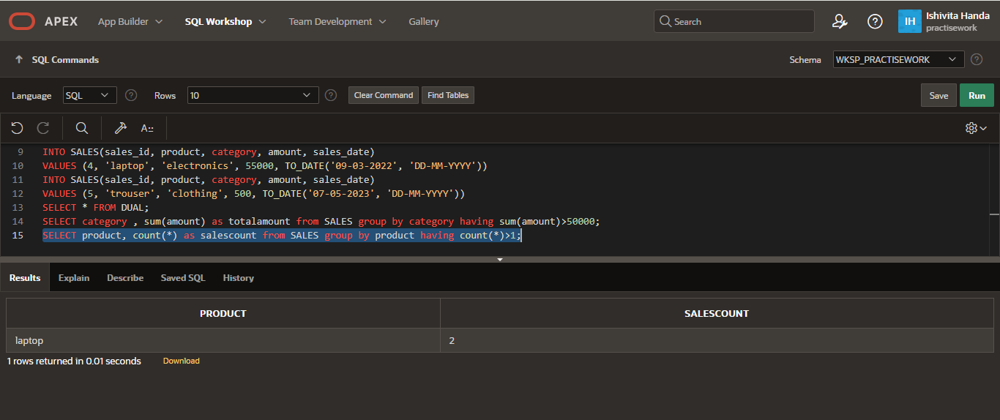 APEX App Builder SQL Workshop Team Development Gallery Search ? IH Ishivita Handa
practisework
SQL Commands Schema WKSP_PRACTISEWORK ?
Language SQL ? Rows 10 ? Clear Command Find Tables Save Run
A::
9 INTO SALES(sales_id, product, category, amount, sales_date)
10 VALUES (4, 'laptop', 'electronics', 55000, TO_DATE('09-03-2022', 'DD-MM-YYYY'))
11 INTO SALES(sales_id, product, category, amount, sales_date)
12 VALUES (5, 'trouser', 'clothing', 500, TO_DATE('07-05-2023', 'DD-MM-YYYY'))
13 SELECT * FROM DUAL;
14 SELECT category , sum(amount) as totalamount from SALES group by category having sum(amount)>50000;
15 SELECT product, count(*) as salescount from SALES group by product having count(*)>1;
Results Explain Describe Saved SQL History
PRODUCT SALESCOUNT
laptop 2
1 rows returned in 0.01 seconds Download